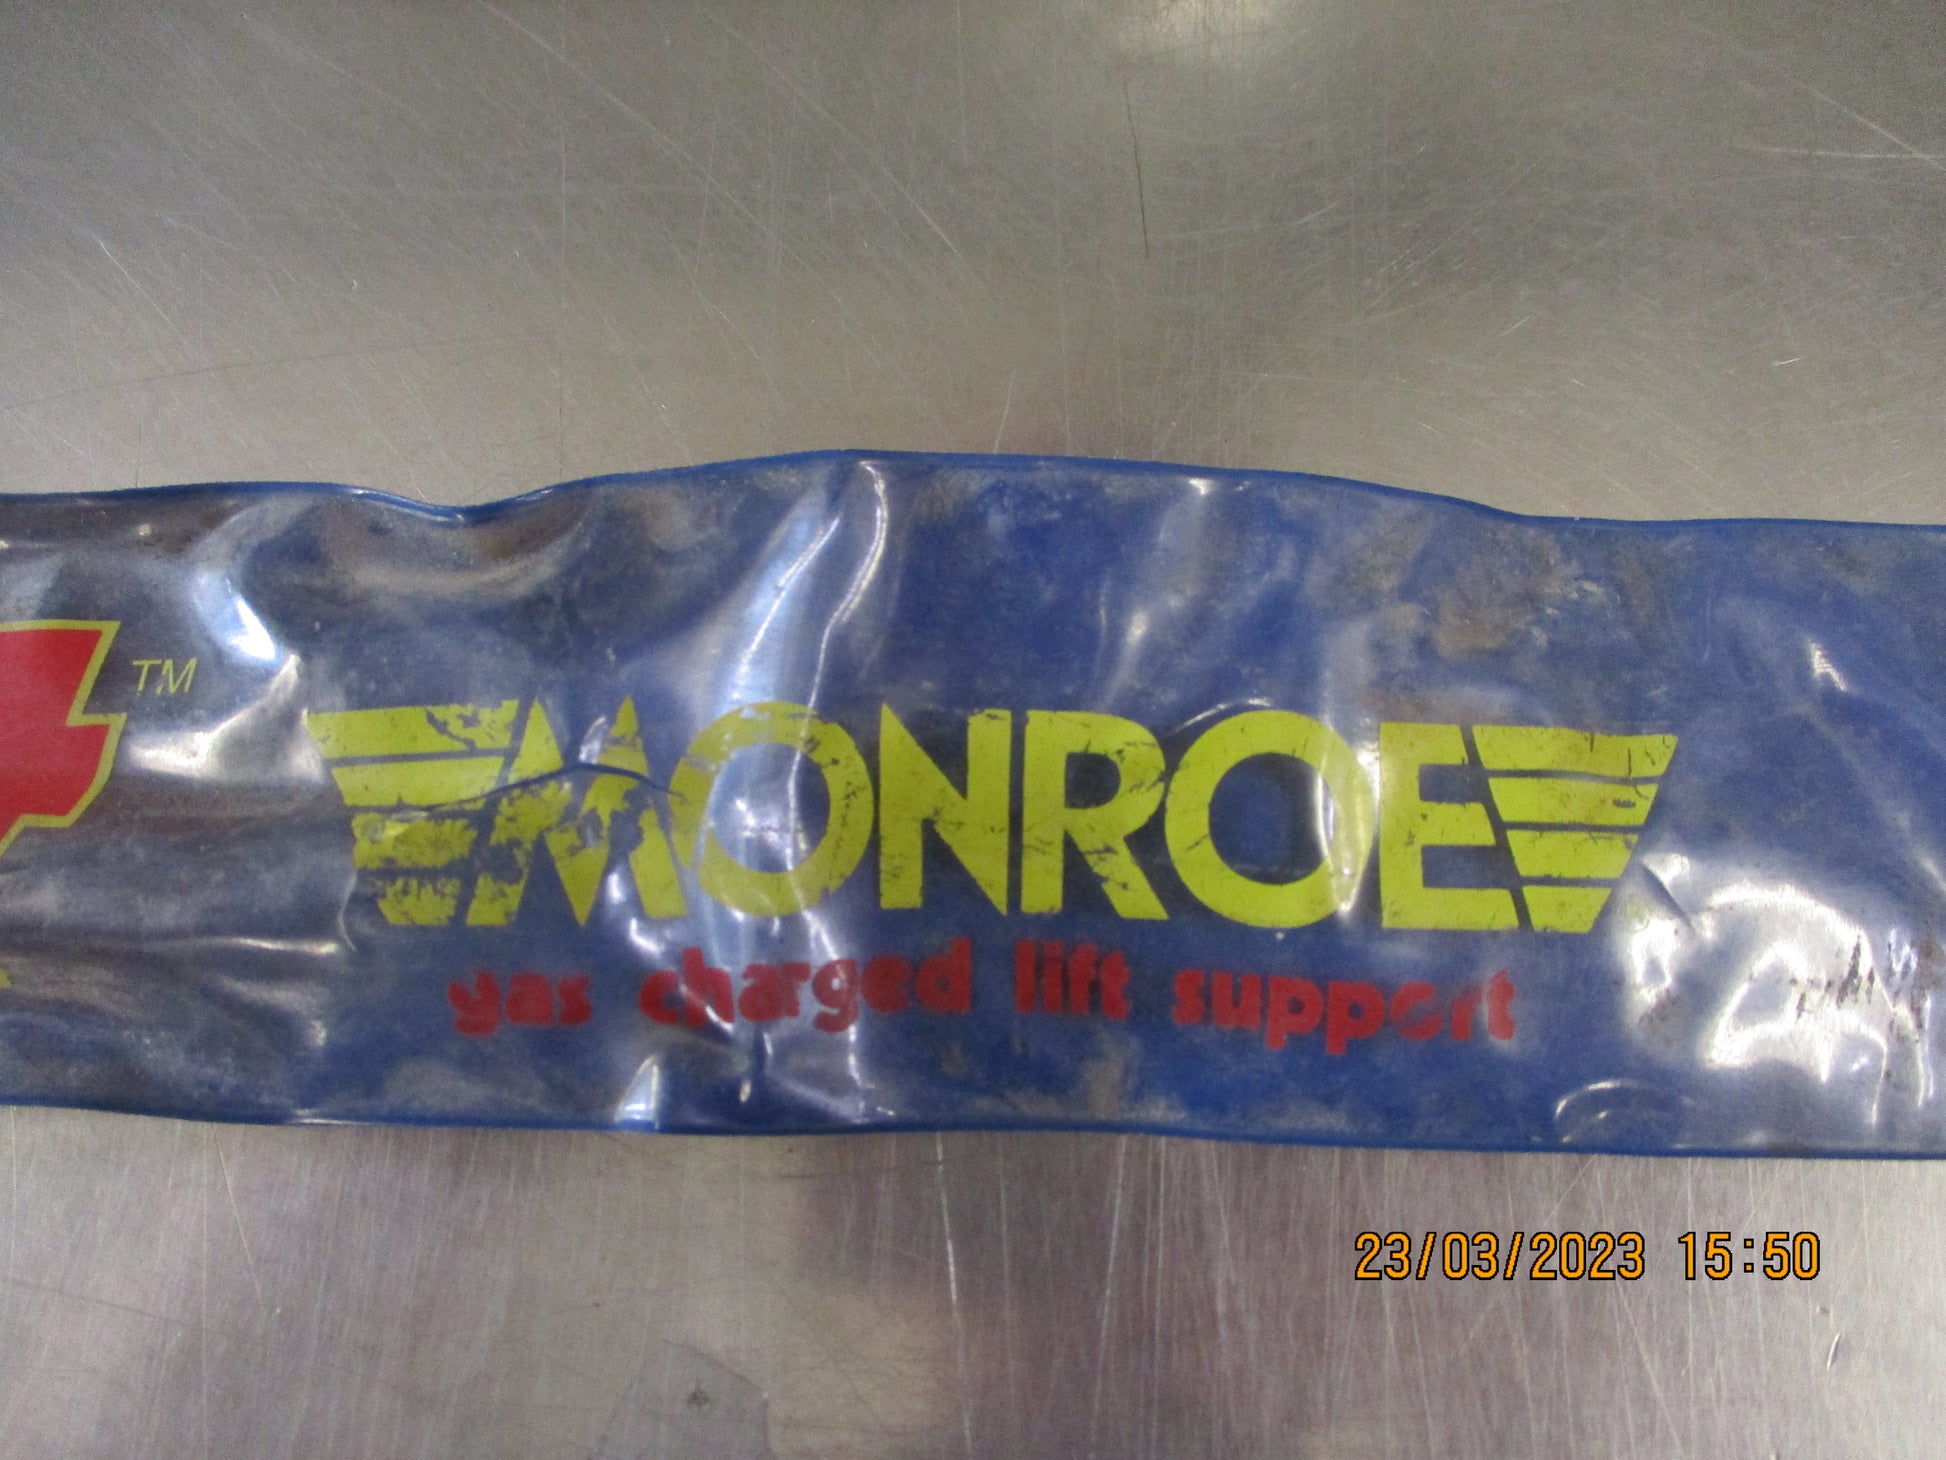 TM
MONROE
gas charged lift support
23/03/2023 15:50